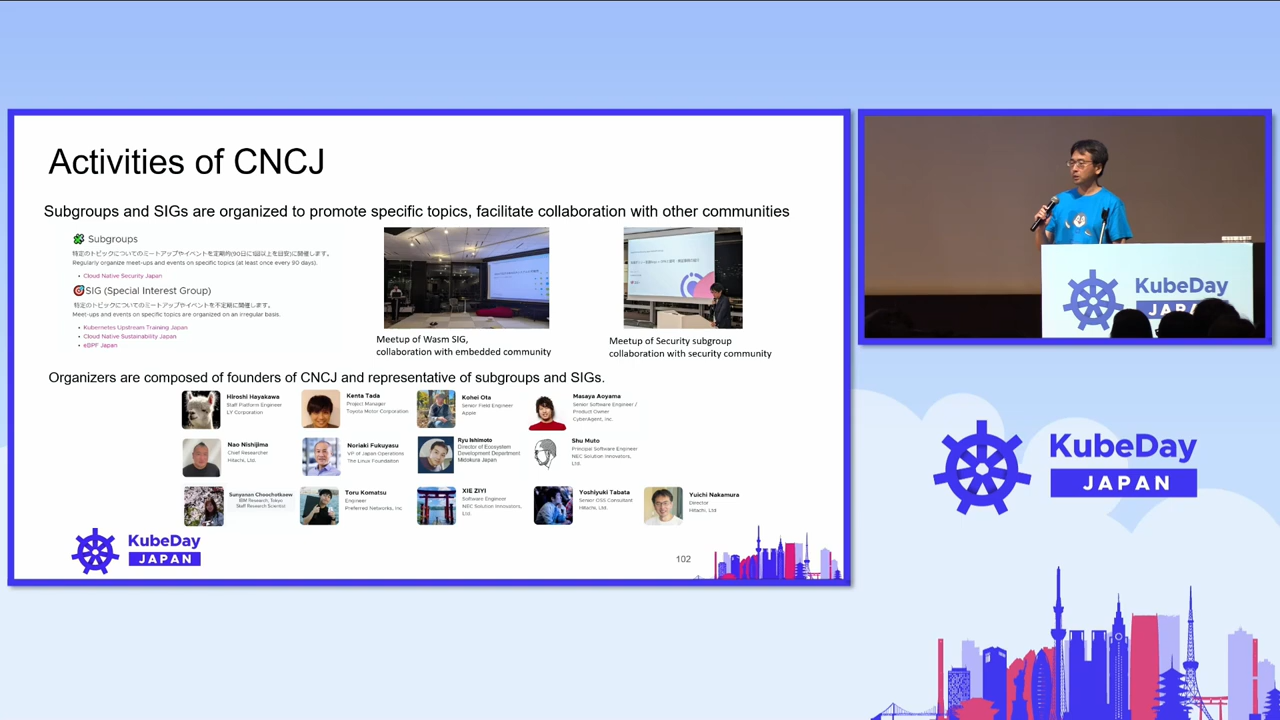 Activities of CNCJ
Subgroups and SIGs are organized to promote specific topics, facilitate collaboration with other communities
Subgroups
特定のトピックについてのミートアップやイベントを定期的(90日に1回以上を目安)に開催します。
Regularly organize meet-ups and events on specific topics (at least once every 90 days).
• Cloud Native Security Japan
SIG (Special Interest Group)
特定のトピックについてのミートアップやイベントを不定期に開催します。
Meet-ups and events on specific topics are organized on an irregular basis.
• Kubernetes Upstream Training Japan
• Cloud Native Sustainability Japan
• eBPF Japan
Meetup of Wasm SIG,
collaboration with embedded community
Meetup of Security subgroup
collaboration with security community
Organizers are composed of founders of CNCJ and representative of subgroups and SIGs.
Hiroshi Hayakawa
Staff Platform Engineer
LY Corporation
Kenta Tada
Project Manager
Toyota Motor Corporation
Kohei Ota
Senior Field Engineer
Apple
Masaya Aoyama
Senior Software Engineer /
Product Owner
CyberAgent, Inc.
Nao Nishijima
Chief Researcher
Hitachi, Ltd.
Noriaki Fukuyasu
VP of Japan Operations
The Linux Foundation
Ryu Ishimoto
Director of Ecosystem
Development Department
Midokura Japan
Shu Muto
Principal Software Engineer
NEC Solution Innovators,
Ltd.
Sunyanan Choochotkaew
IBM Research, Tokyo
Staff Research Scientist
Toru Komatsu
Engineer
Preferred Networks, Inc
XIE ZIYI
Software Engineer
NEC Solution Innovators,
Ltd.
Yoshiyuki Tabata
Senior OSS Consultant
Hitachi, Ltd.
Yuichi Nakamura
Director
Hitachi, Ltd
KubeDay
JAPAN
102
KubeDay
KubeDay
JAPAN